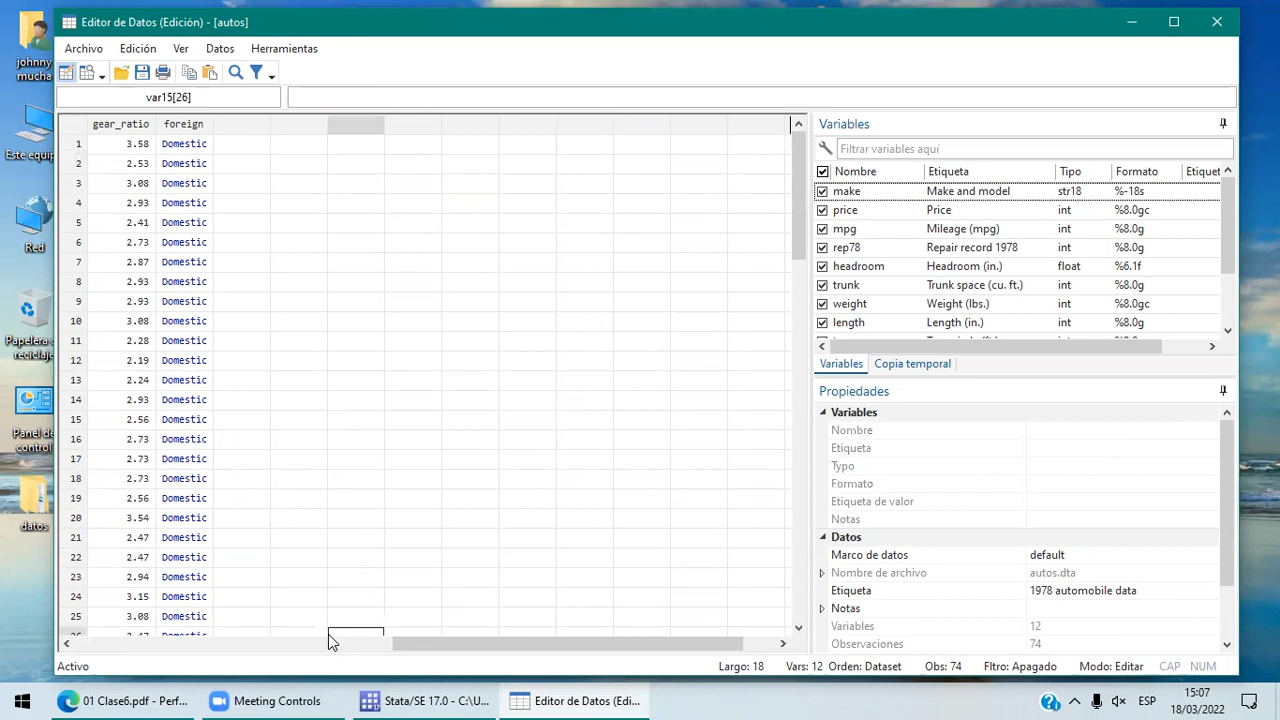 Editor de Datos (Edición) - [autos]
Archivo Edición Ver Datos Herramientas
var15[26]
gear_ratio foreign
1 3.58 Domestic
2 2.53 Domestic
3 3.08 Domestic
4 2.93 Domestic
5 2.41 Domestic
6 2.73 Domestic
7 2.87 Domestic
8 2.93 Domestic
9 2.93 Domestic
10 3.08 Domestic
11 2.28 Domestic
12 2.19 Domestic
13 2.24 Domestic
14 2.93 Domestic
15 2.56 Domestic
16 2.73 Domestic
17 2.73 Domestic
18 2.73 Domestic
19 2.56 Domestic
20 3.54 Domestic
21 2.47 Domestic
22 2.47 Domestic
23 2.94 Domestic
24 3.15 Domestic
25 3.08 Domestic
26 2.47 Domestic
Variables
Filtrar variables aquí
Nombre Etiqueta Tipo Formato Etiquet
make Make and model str18 %-18s
price Price int %8.0gc
mpg Mileage (mpg) int %8.0g
rep78 Repair record 1978 int %8.0g
headroom Headroom (in.) float %6.1f
trunk Trunk space (cu. ft.) int %8.0g
weight Weight (lbs.) int %8.0gc
length Length (in.) int %8.0g
Variables Copia temporal
Propiedades
Variables
Nombre
Etiqueta
Typo
Formato
Etiqueta de valor
Notas
Datos
Marco de datos default
Nombre de archivo autos.dta
Etiqueta 1978 automobile data
Notas
Variables 12
Observaciones 74
Activo Largo: 18 Vars: 12 Orden: Dataset Obs: 74 Fltro: Apagado Modo: Editar CAP NUM
johnny
mucha
Este equip
Red
Papelera d
reciclaje
Panel de
control
datos
01 Clase6.pdf - Perf... Meeting Controls Stata/SE 17.0 - C:\U... Editor de Datos (Edi... ESP 15:07
18/03/2022